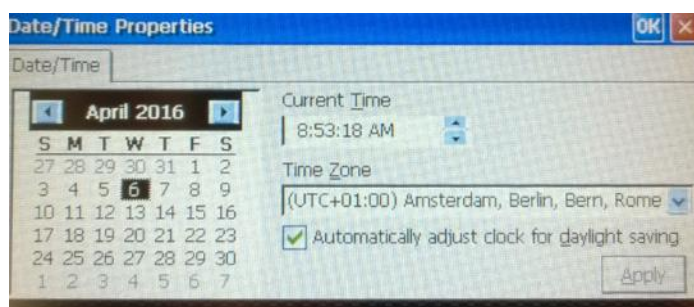 Date/Time Properties OK
Date/Time
April 2016
S M T W T F S
27 28 29 30 31 1 2
3 4 5 6 7 8 9
10 11 12 13 14 15 16
17 18 19 20 21 22 23
24 25 26 27 28 29 30
1 2 3 4 5 6 7
Current Time
8:53:18 AM
Time Zone
(UTC+01:00) Amsterdam, Berlin, Bern, Rome
Automatically adjust clock for daylight saving
Apply